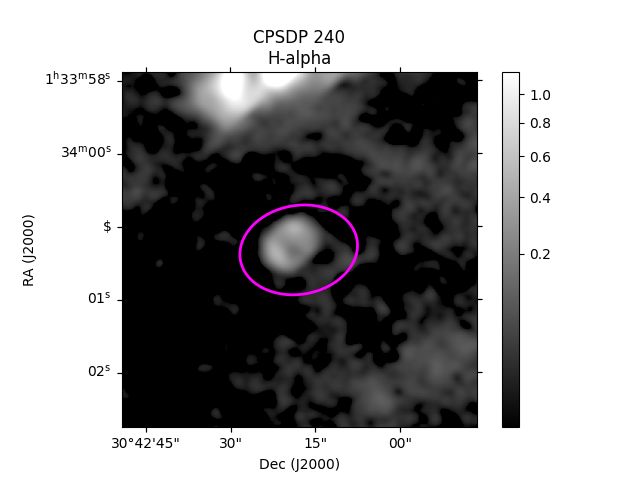 CPSDP 240
H-alpha
1ʰ33ᵐ58ˢ
34ᵐ00ˢ
$
01ˢ
02ˢ
RA (J2000)
30°42'45"
30"
15"
00"
Dec (J2000)
1.0
0.8
0.6
0.4
0.2